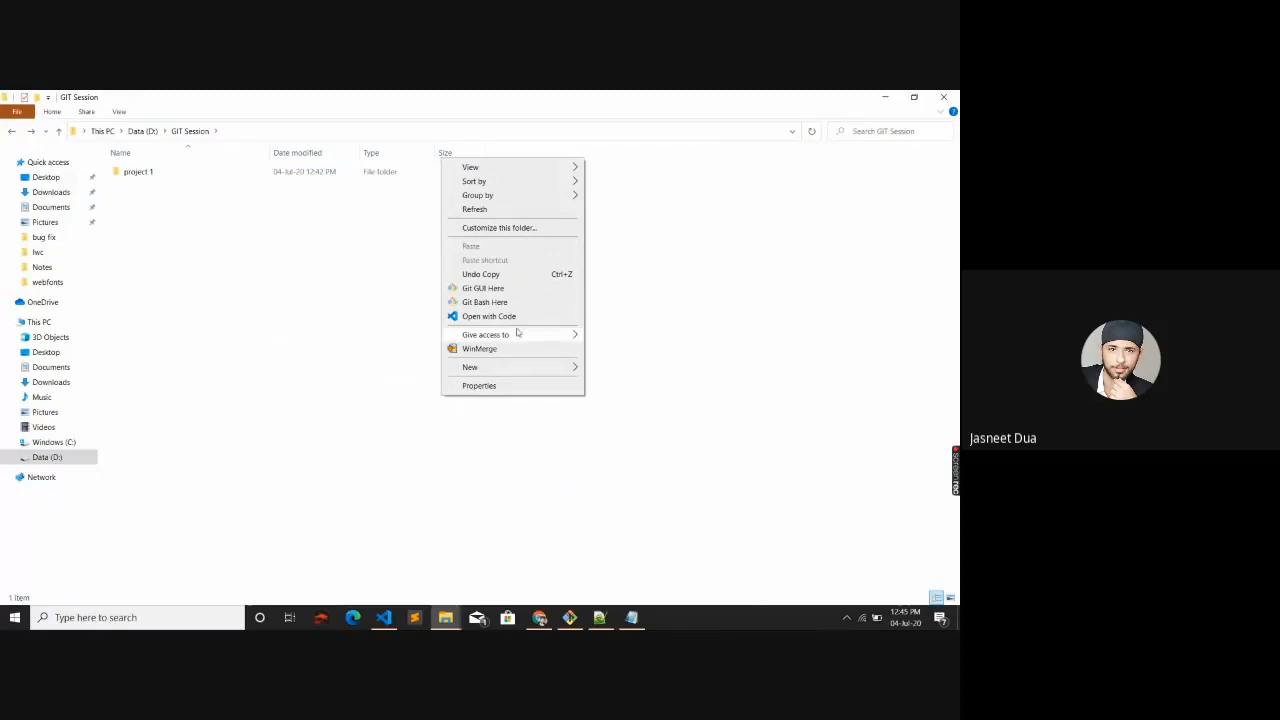 GIT Session
File Home Share View
This PC Data (D:) GIT Session
Search GIT Session
Name Date modified Type Size
project 1 04-Jul-20 12:42 PM File folder
Quick access
Desktop
Downloads
Documents
Pictures
bug fix
lwc
Notes
webfonts
OneDrive
This PC
3D Objects
Desktop
Documents
Downloads
Music
Pictures
Videos
Windows (C:)
Data (D:)
Network
View
Sort by
Group by
Refresh
Customize this folder...
Paste
Paste shortcut
Undo Copy Ctrl+Z
Git GUI Here
Git Bash Here
Open with Code
Give access to
WinMerge
New
Properties
Jasneet Dua
screenrec
1 item
Type here to search
12:45 PM
04-Jul-20
7